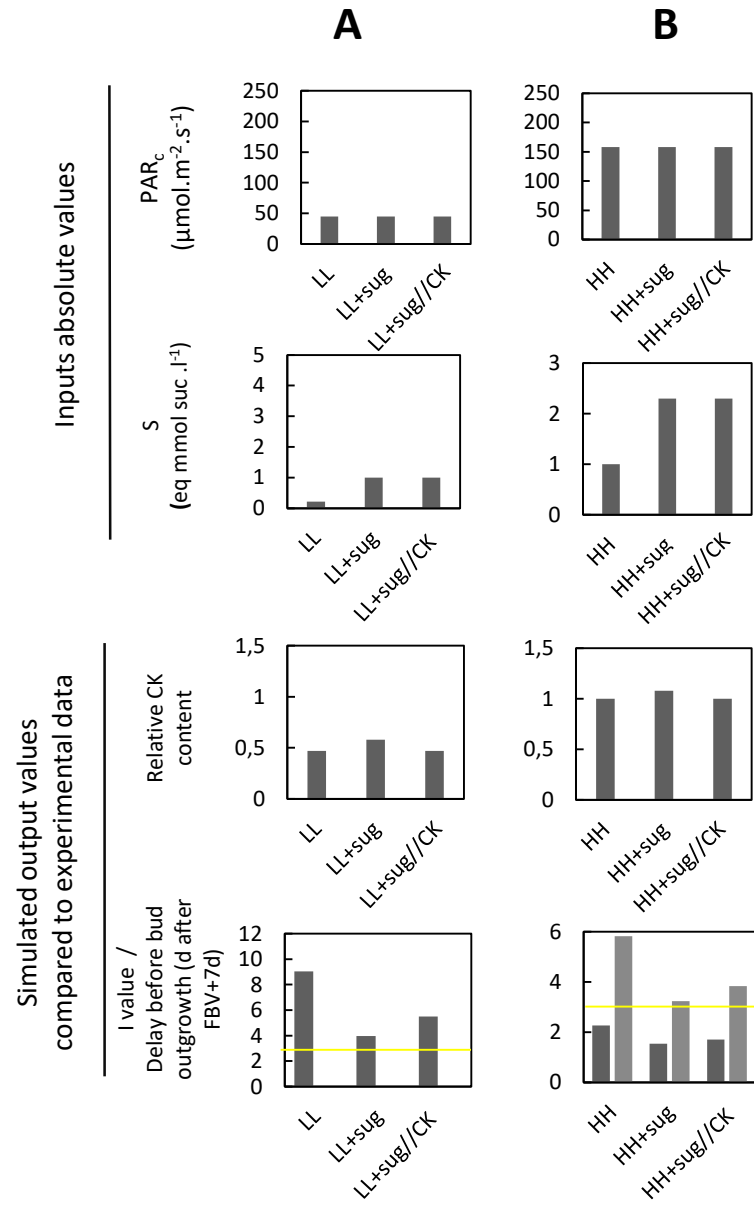 A
B
Inputs absolute values
PARc
(µmol.m-2.s-1)
250
200
150
100
50
0
LL
LL+sug
LL+sug//CK
250
200
150
100
50
0
HH
HH+sug
HH+sug//CK
S
(eq mmol suc .l-1)
5
4
3
2
1
0
LL
LL+sug
LL+sug//CK
3
2
1
0
HH
HH+sug
HH+sug//CK
Simulated output values
compared to experimental data
Relative CK
content
1,5
1
0,5
0
LL
LL+sug
LL+sug//CK
1,5
1
0,5
0
HH
HH+sug
HH+sug//CK
I value /
Delay before bud
outgrowth (d after
FBV+7d)
12
10
8
6
4
2
0
LL
LL+sug
LL+sug//CK
6
4
2
0
HH
HH+sug
HH+sug//CK